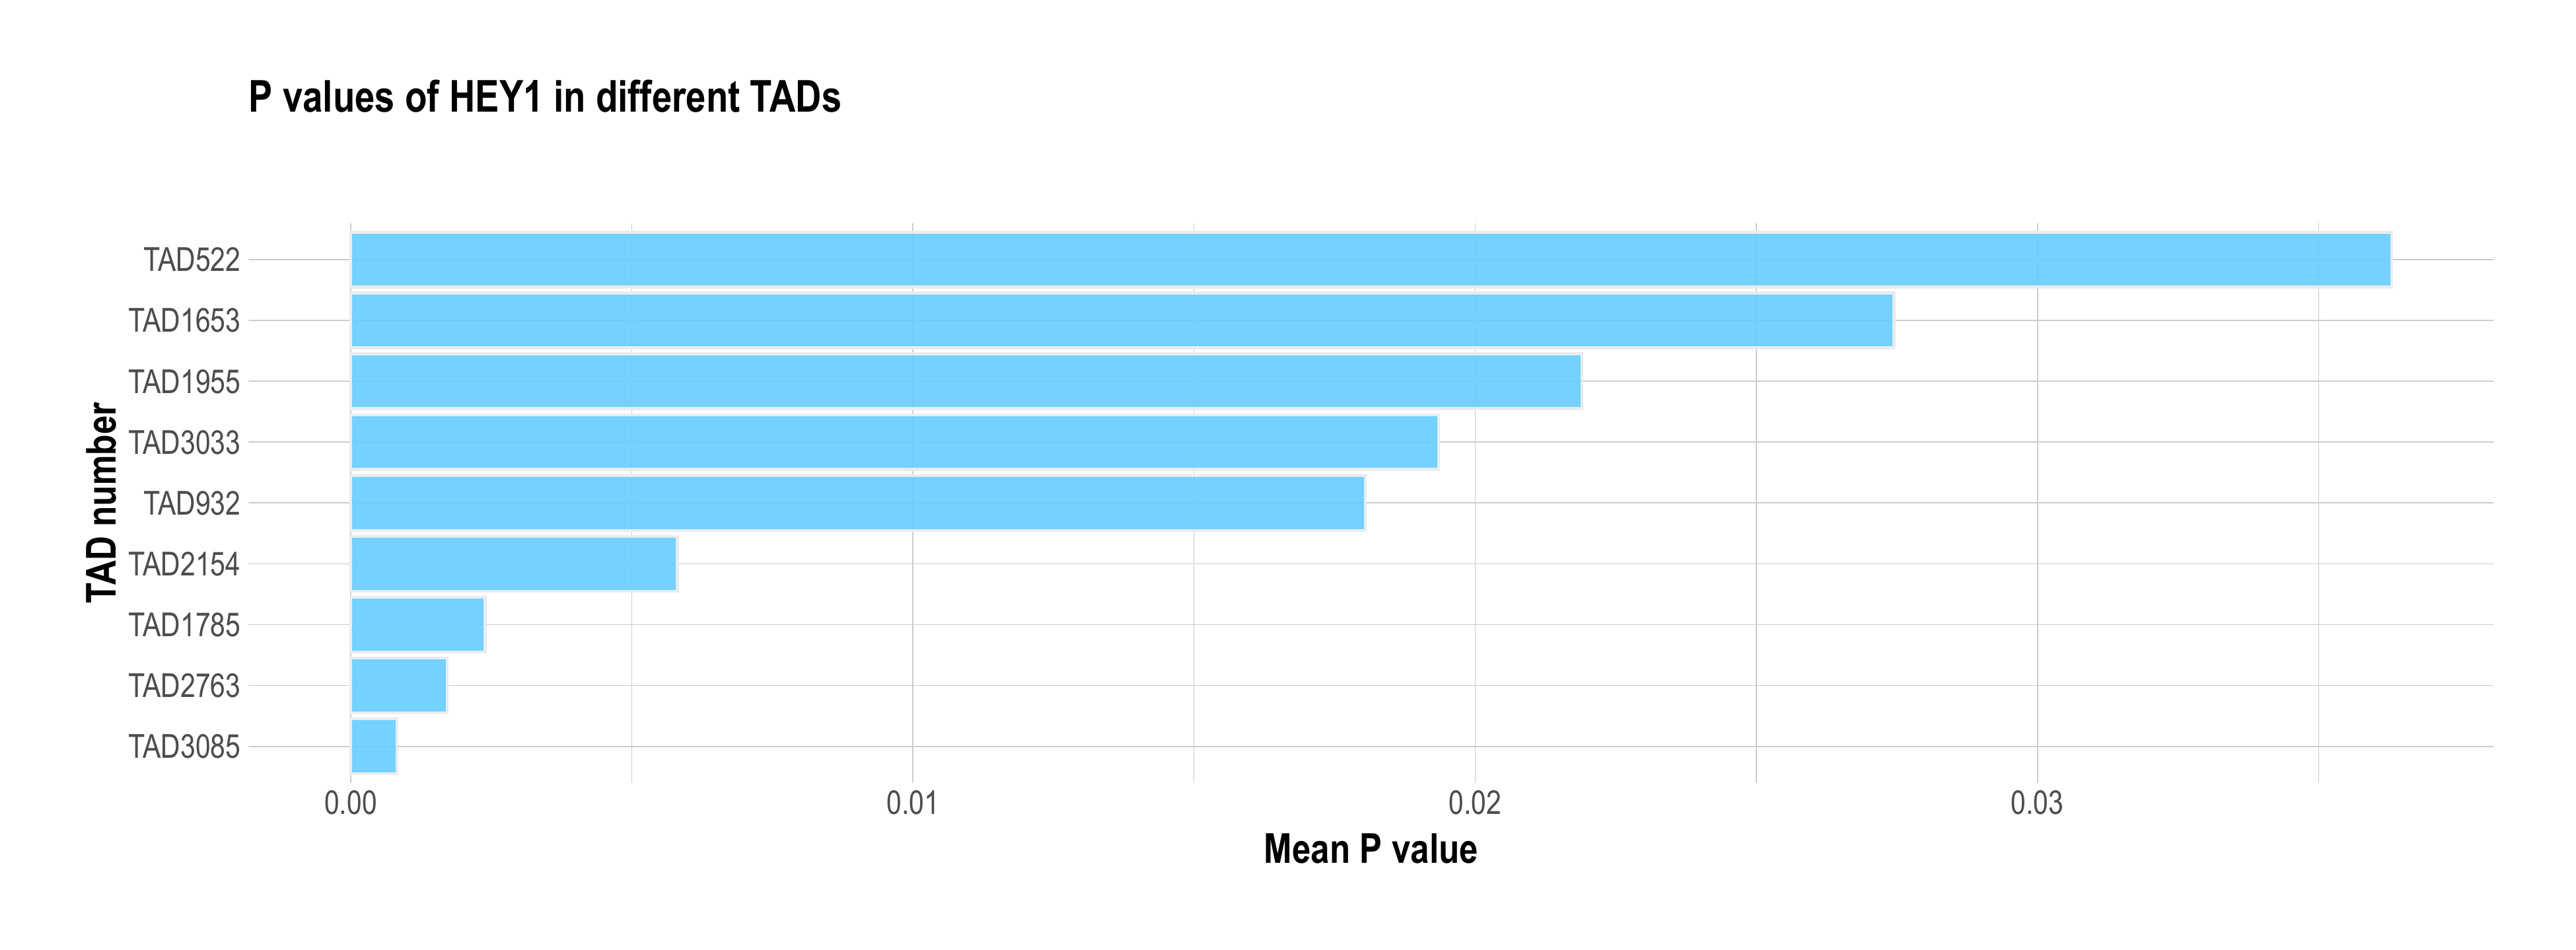 P values of HEY1 in different TADs
TAD number
TAD522
TAD1653
TAD1955
TAD3033
TAD932
TAD2154
TAD1785
TAD2763
TAD3085
0.00 0.01 0.02 0.03
Mean P value